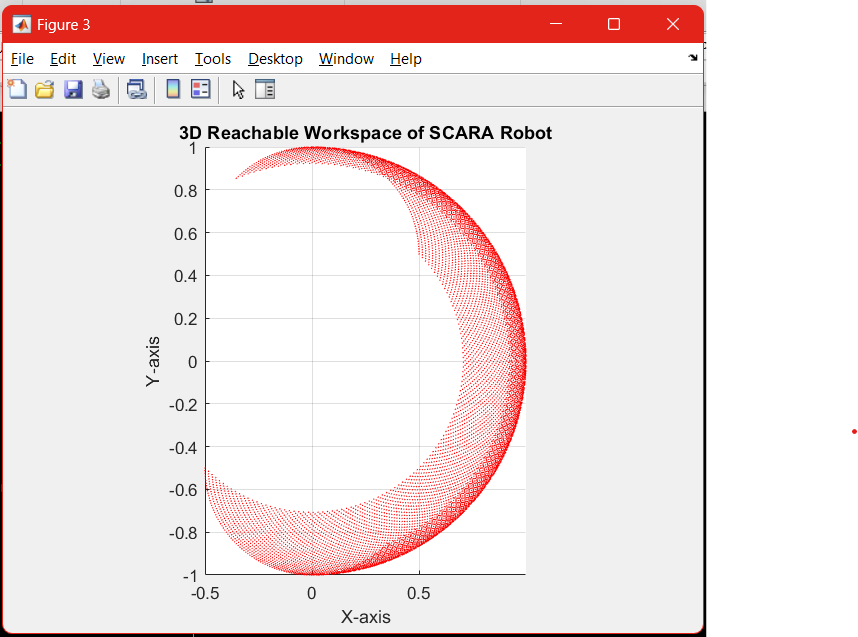 Figure 3
File Edit View Insert Tools Desktop Window Help
3D Reachable Workspace of SCARA Robot
1
0.8
0.6
0.4
0.2
0
-0.2
-0.4
-0.6
-0.8
-1
Y-axis
-0.5 0 0.5
X-axis